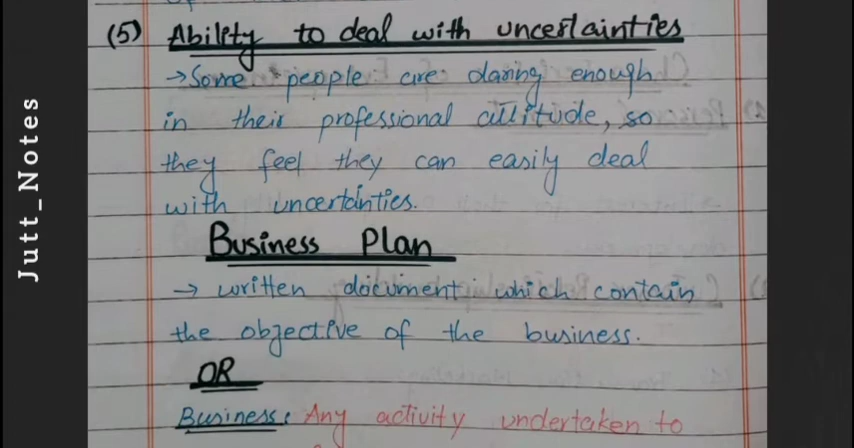 (5) Ability to deal with uncertainties
→ Some people are daring enough
in their professional attitude, so
they feel they can easily deal
with uncertainties.
Business Plan
→ written document which contain
the objective of the business.
OR
Business: Any activity undertaken to
Jutt_Notes